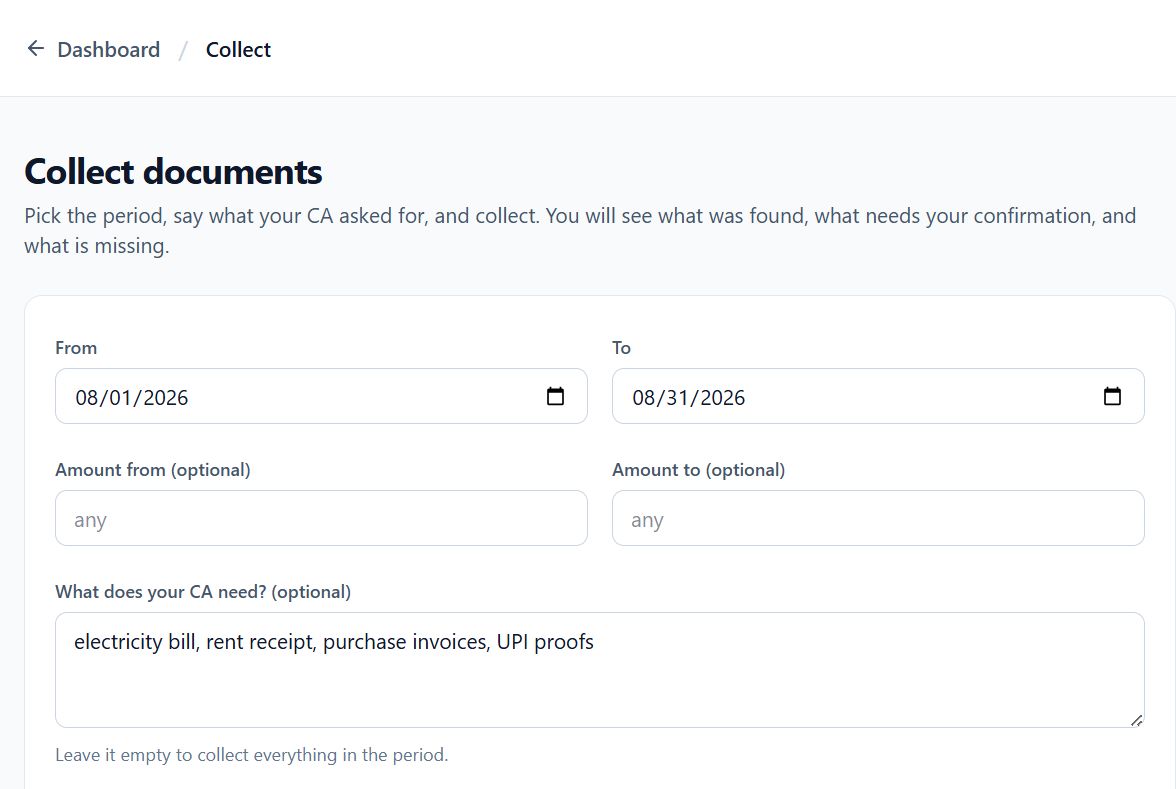 ← Dashboard / Collect
Collect documents
Pick the period, say what your CA asked for, and collect. You will see what was found, what needs your confirmation, and
what is missing.
From To
08/01/2026 08/31/2026
Amount from (optional) Amount to (optional)
any any
What does your CA need? (optional)
electricity bill, rent receipt, purchase invoices, UPI proofs
Leave it empty to collect everything in the period.